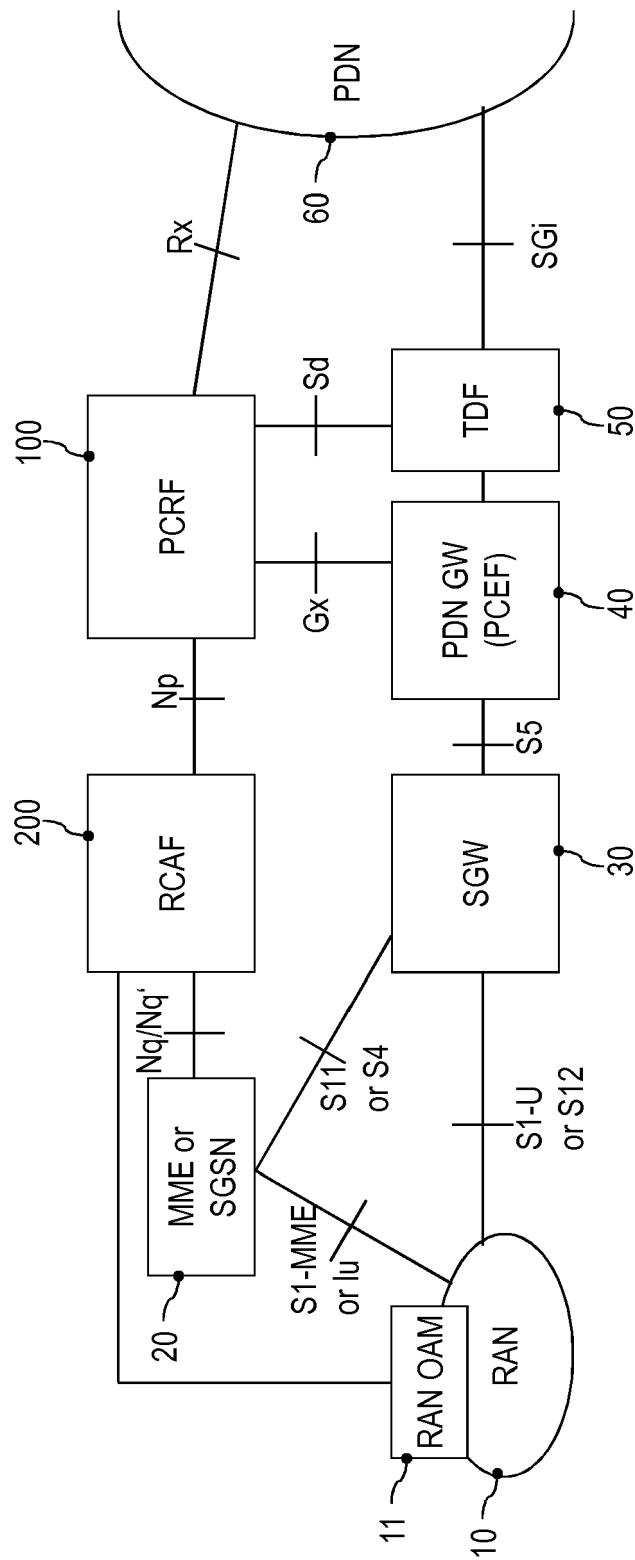 200
100
RCAF
Np
PCRF
Rx
60
PDN
Nq/Nq‘
MME or
SGSN
20
S1-MME
or Iu
S11
or S4
Gx
Sd
11
RAN OAM
10
RAN
S1-U
or S12
SGW
30
S5
PDN GW
(PCEF)
40
TDF
50
SGi